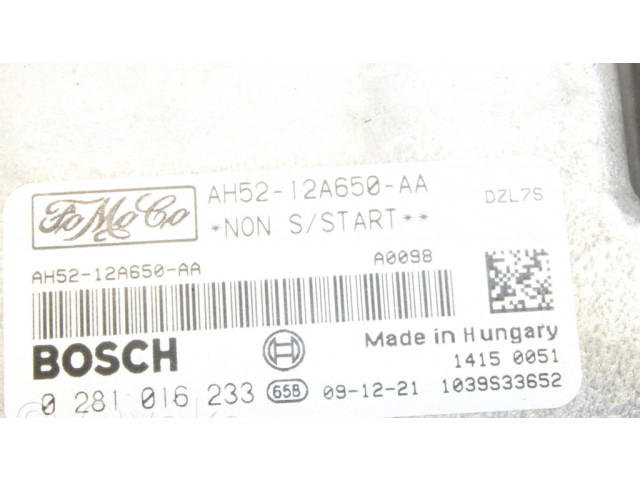 FoMoCo
AH52-12A650-AA
*NON S/START**
DZL7S
AH52-12A650-AA
A0098
BOSCH
Made in Hungary
1415 0051
0 281 016 233 65B 09-12-21 1039S33652